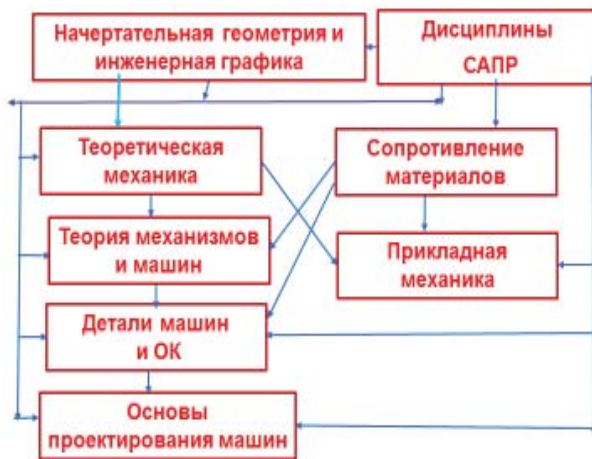 Начертательная геометрия и
инженерная графика
Дисциплины
САПР
Теоретическая
механика
Сопротивление
материалов
Теория механизмов
и машин
Прикладная
механика
Детали машин
и ОК
Основы
проектирования машин